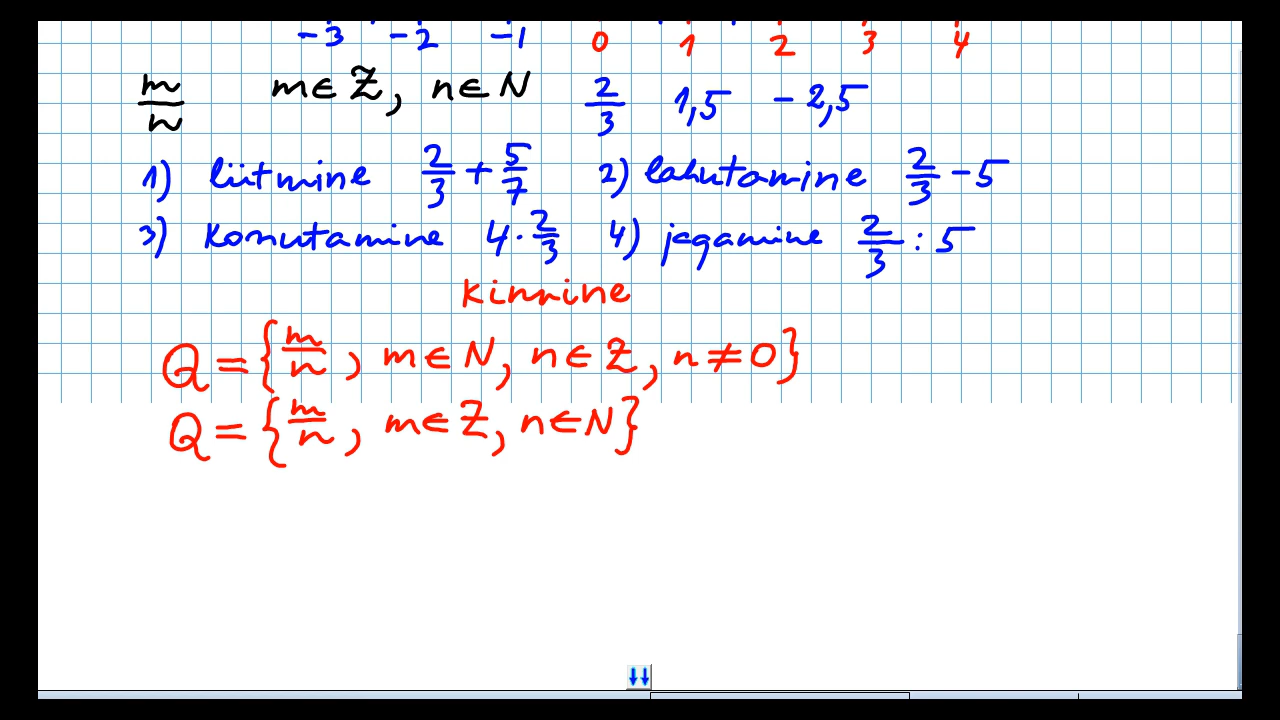 -3 -2 -1 0 1 2 3 4
m/n m∈Z, n∈N 2/3 1,5 -2,5
1) liitmine 2/3 + 5/7 2) lahutamine 2/3 - 5
3) korrutamine 4 · 2/3 4) jagamine 2/3 : 5
kinnine
Q = {m/n, m∈N, n∈Z, n≠0}
Q = {m/n, m∈Z, n∈N}